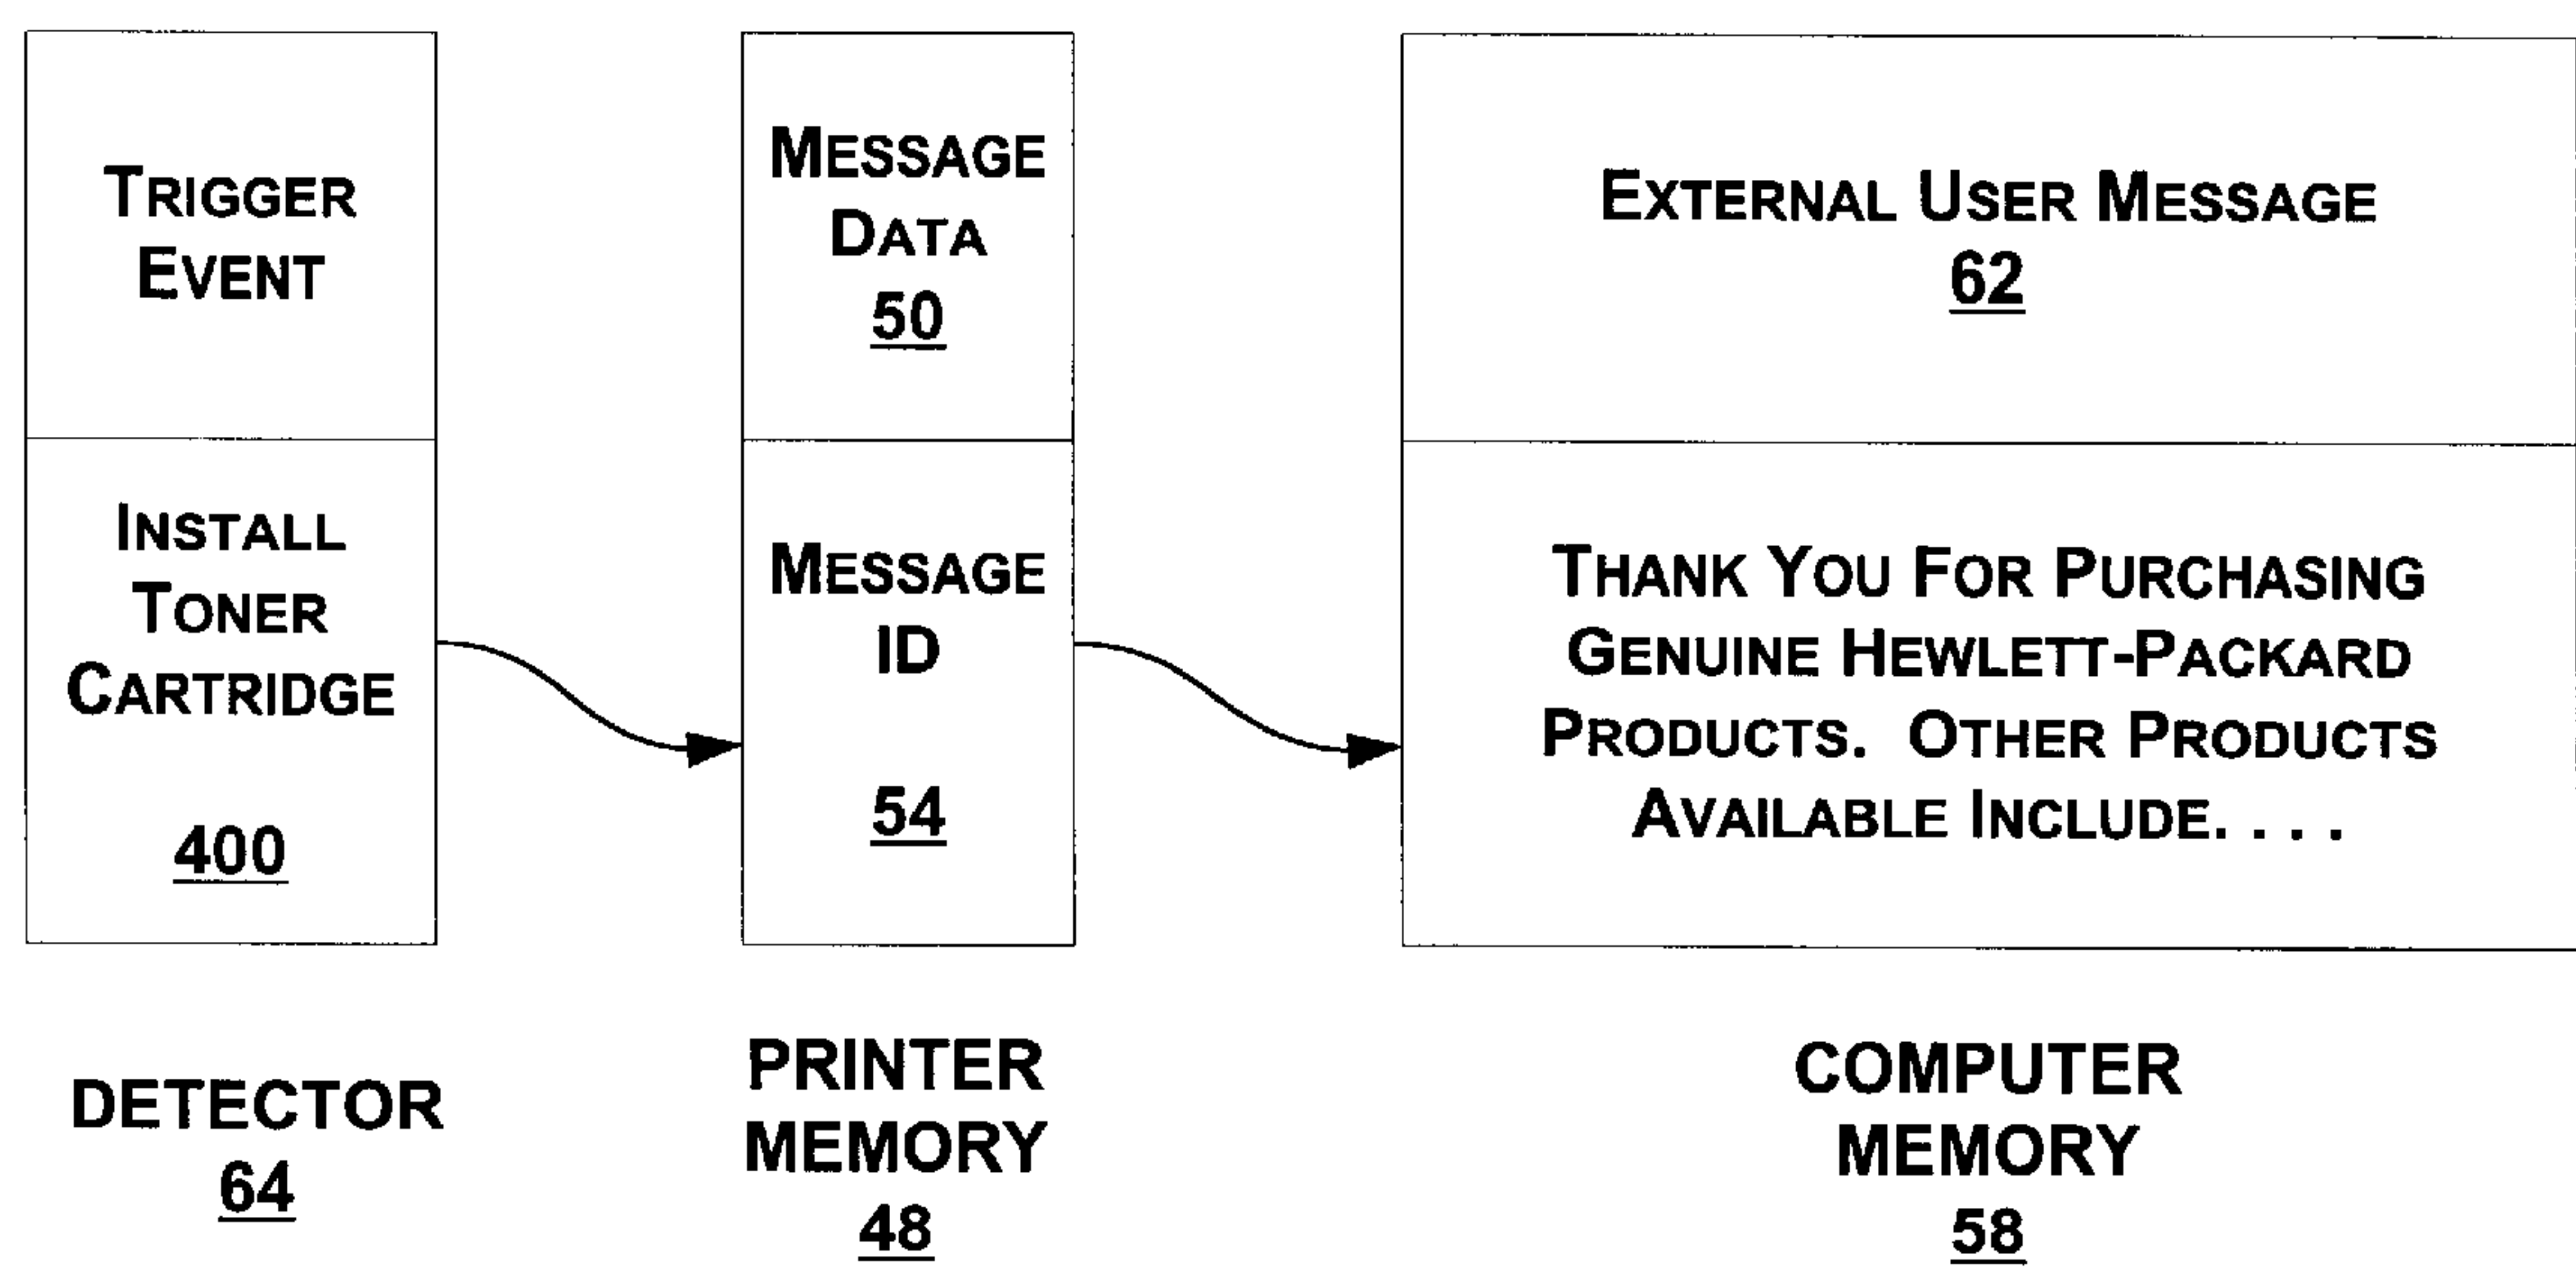 TRIGGER
EVENT
INSTALL
TONER
CARTRIDGE
400
DETECTOR
64
MESSAGE
DATA
50
MESSAGE
ID
54
PRINTER
MEMORY
48
EXTERNAL USER MESSAGE
62
THANK YOU FOR PURCHASING
GENUINE HEWLETT-PACKARD
PRODUCTS. OTHER PRODUCTS
AVAILABLE INCLUDE. . . .
COMPUTER
MEMORY
58